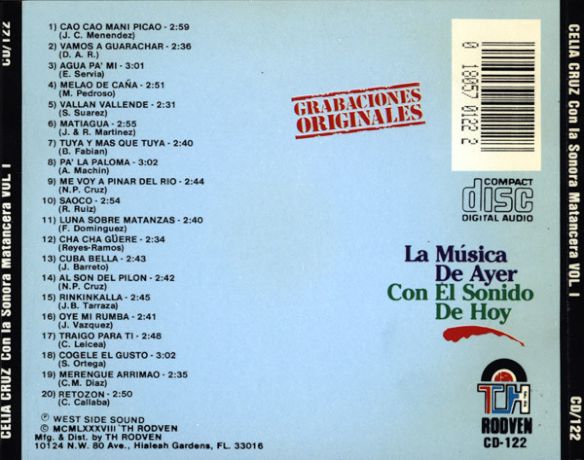 CD/122
CELIA CRUZ Con la Sonora Matancera VOL I
1) CAO CAO MANI PICAO - 2:59
(J. C. Menendez)
2) VAMOS A GUARACHAR - 2:36
(D. A. R.)
3) AGUA PA' MI - 3:01
(E. Servia)
4) MELAO DE CAÑA - 2:51
(M. Pedroso)
5) VALLAN VALLENDE - 2:31
(S. Suarez)
6) MATIAGUA - 2:55
(J. & R. Martinez)
7) TUYA Y MAS QUE TUYA - 2:40
(B. Fabian)
8) PA' LA PALOMA - 3:02
(A. Machin)
9) ME VOY A PINAR DEL RIO - 2:44
(N.P. Cruz)
10) SAOCO - 2:54
(R. Ruiz)
11) LUNA SOBRE MATANZAS - 2:40
(F. Dominguez)
12) CHA CHA GÜERE - 2:34
(Reyes-Ramos)
13) CUBA BELLA - 2:43
(J. Barreto)
14) AL SON DEL PILON - 2:42
(N.P. Cruz)
15) RINKINKALLA - 2:45
(J.B. Tarraza)
16) OYE MI RUMBA - 2:41
(J. Vazquez)
17) TRAIGO PARA TI - 2:48
(C. Leicea)
18) COGELE EL GUSTO - 3:02
(S. Ortega)
19) MERENGUE ARRIMAO - 2:35
(C.M. Diaz)
20) RETOZON - 2:50
(C. Callaba)
℗ WEST SIDE SOUND
© MCMLXXXVIII TH RODVEN
Mfg. & Dist. by TH RODVEN
10124 N.W. 80 Ave., Hialeah Gardens, FL. 33016
GRABACIONES
ORIGINALES
0 18057 0122 2
COMPACT
disc
DIGITAL AUDIO
La Música
De Ayer
Con El Sonido
De Hoy
TH
RODVEN
CD-122
CELIA CRUZ Con la Sonora Matancera VOL I
CD/122